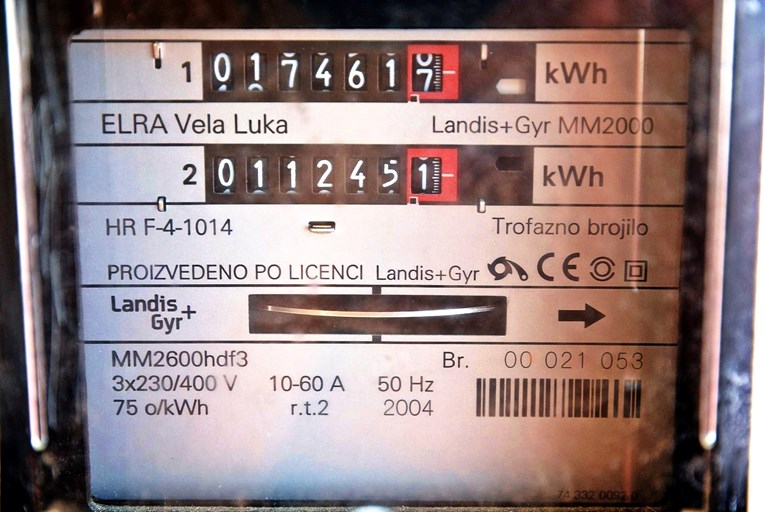 1 0174617 kWh
ELRA Vela Luka Landis+Gyr MM2000
2 0112451 kWh
HR F-4-1014 Trofazno brojilo
PROIZVEDENO PO LICENCI Landis+Gyr CE
Landis
Gyr+
MM2600hdf3 Br. 00 021 053
3x230/400 V 10-60 A 50 Hz
75 o/kWh r.t.2 2004